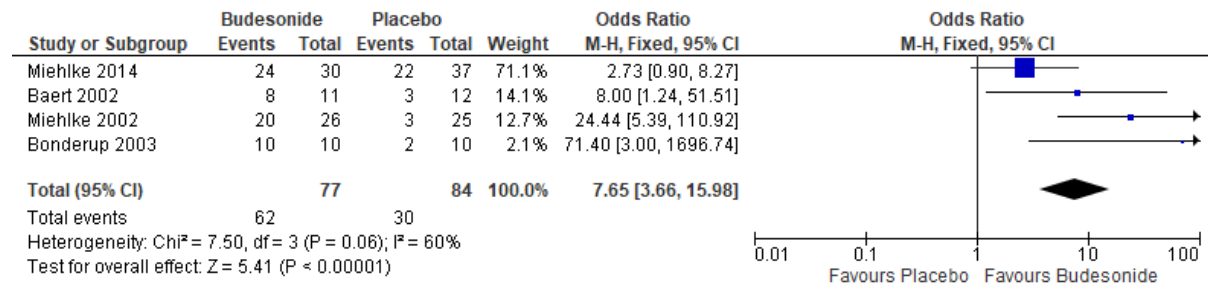 Budesonide Placebo Odds Ratio Odds Ratio
Study or Subgroup Events Total Events Total Weight M-H, Fixed, 95% CI M-H, Fixed, 95% CI
Miehlke 2014 24 30 22 37 71.1% 2.73 [0.90, 8.27]
Baert 2002 8 11 3 12 14.1% 8.00 [1.24, 51.51]
Miehlke 2002 20 26 3 25 12.7% 24.44 [5.39, 110.92]
Bonderup 2003 10 10 2 10 2.1% 71.40 [3.00, 1696.74]
Total (95% CI) 77 84 100.0% 7.65 [3.66, 15.98]
Total events 62 30
Heterogeneity: Chi² = 7.50, df = 3 (P = 0.06); I² = 60%
Test for overall effect: Z = 5.41 (P < 0.00001)
0.01 0.1 1 10 100
Favours Placebo Favours Budesonide